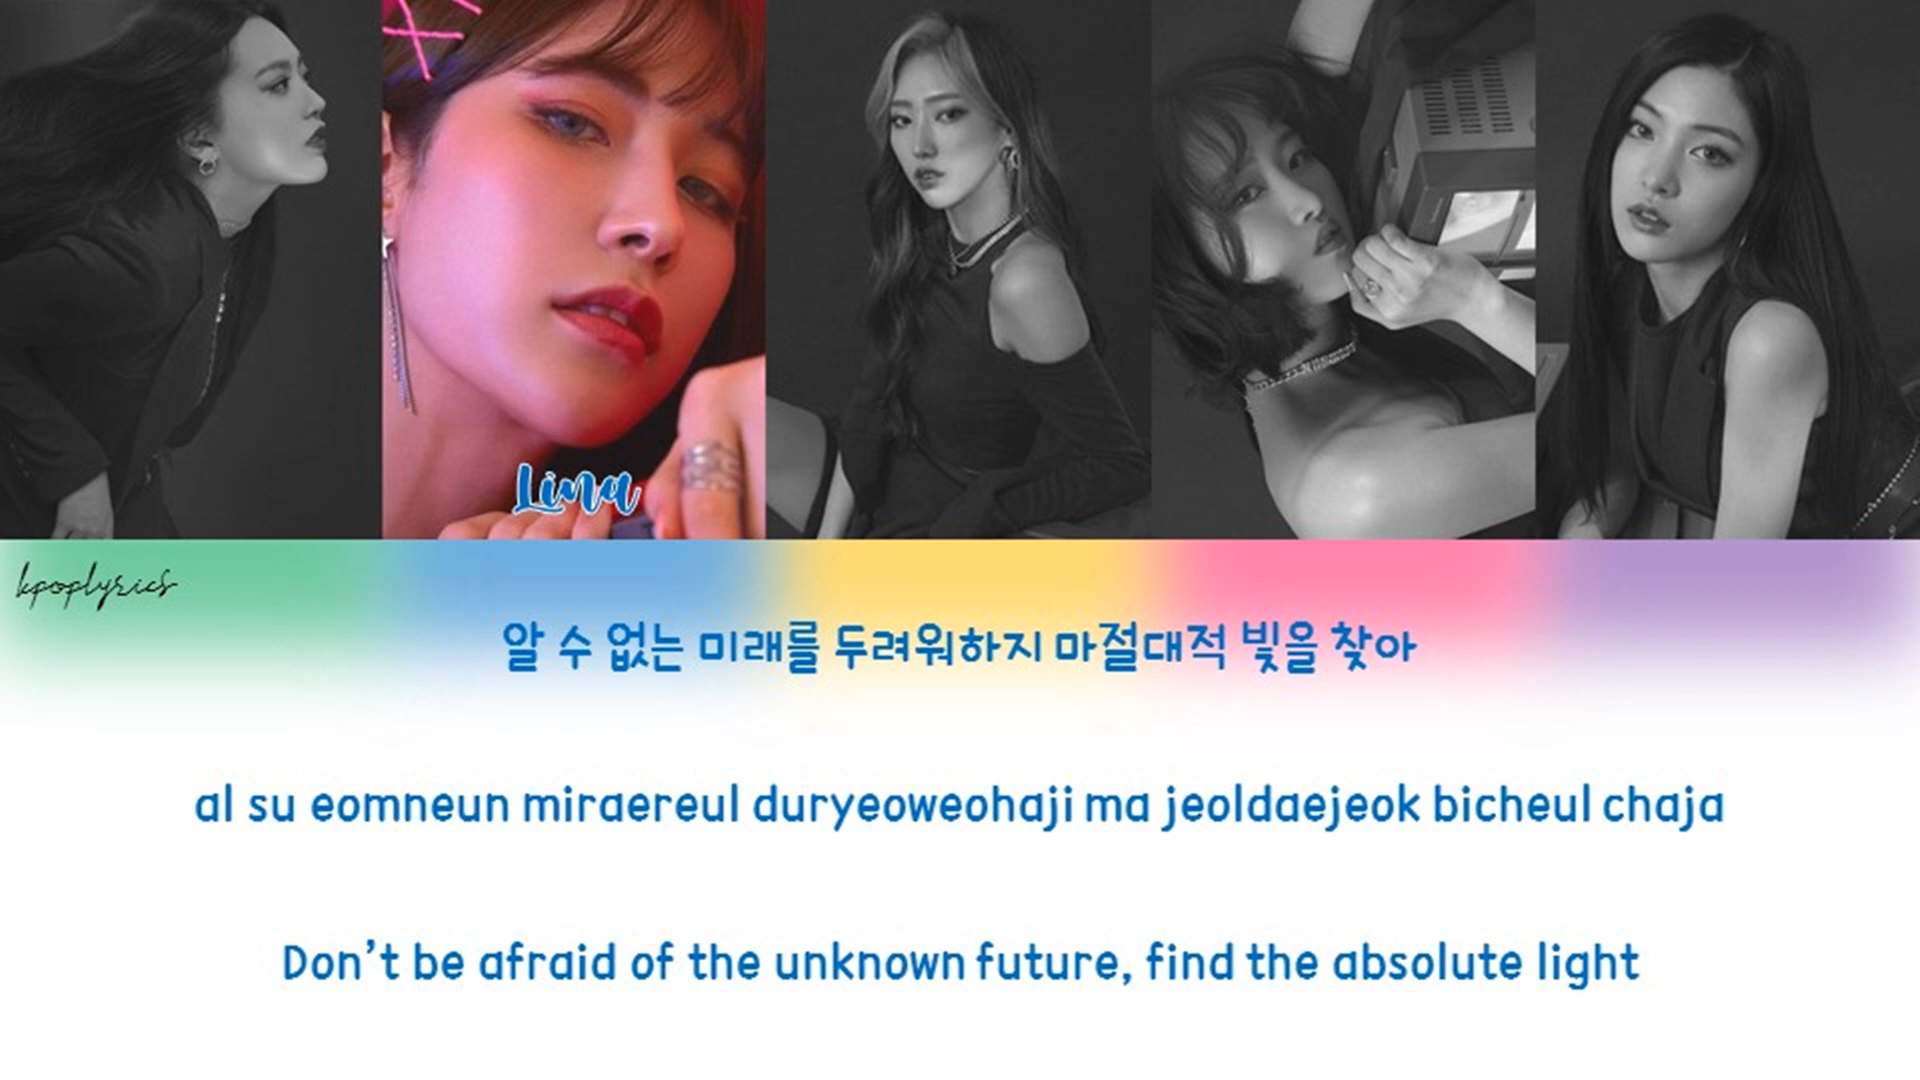 Lina
kpoplyrics
알 수 없는 미래를 두려워하지 마절대적 빛을 찾아
al su eomneun miraereul duryeoweohaji ma jeoldaejeok bicheul chaja
Don't be afraid of the unknown future, find the absolute light